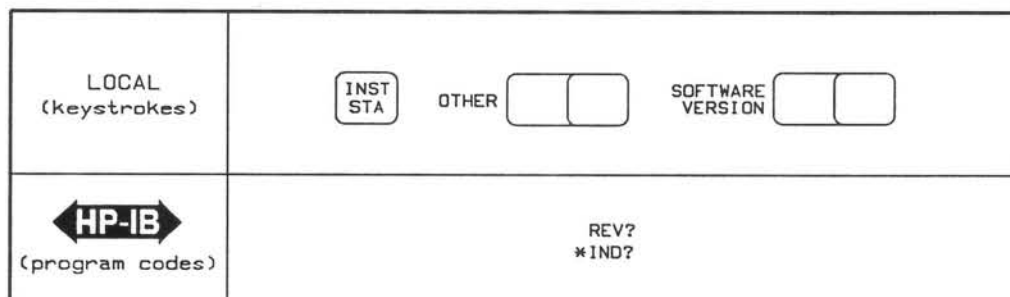 LOCAL
(keystrokes)
INST
STA
OTHER
SOFTWARE
VERSION
HP-IB
(program codes)
REV?
*IND?